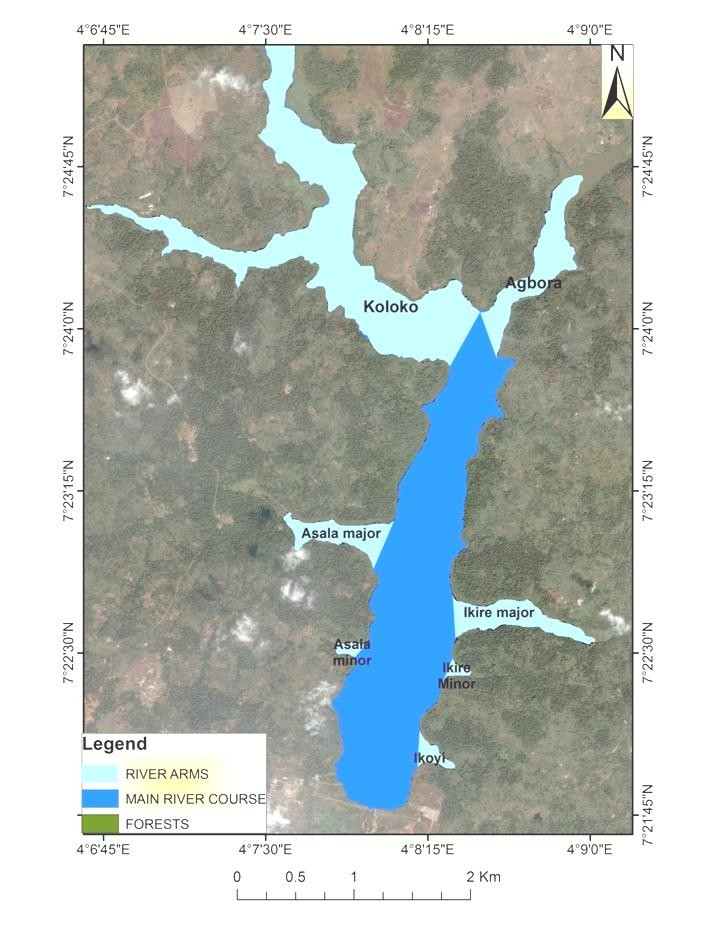 4°6'45"E 4°7'30"E 4°8'15"E 4°9'0"E
N
7°24'45"N 7°24'45"N
Agbora
Koloko
7°24'0"N 7°24'0"N
7°23'15"N 7°23'15"N
Asala major
Ikire major
7°22'30"N 7°22'30"N
Asala
minor
Ikire
Minor
Ikoyi
Legend
RIVER ARMS
MAIN RIVER COURSE
FORESTS
7°21'45"N 7°21'45"N
4°6'45"E 4°7'30"E 4°8'15"E 4°9'0"E
0 0.5 1 2 Km